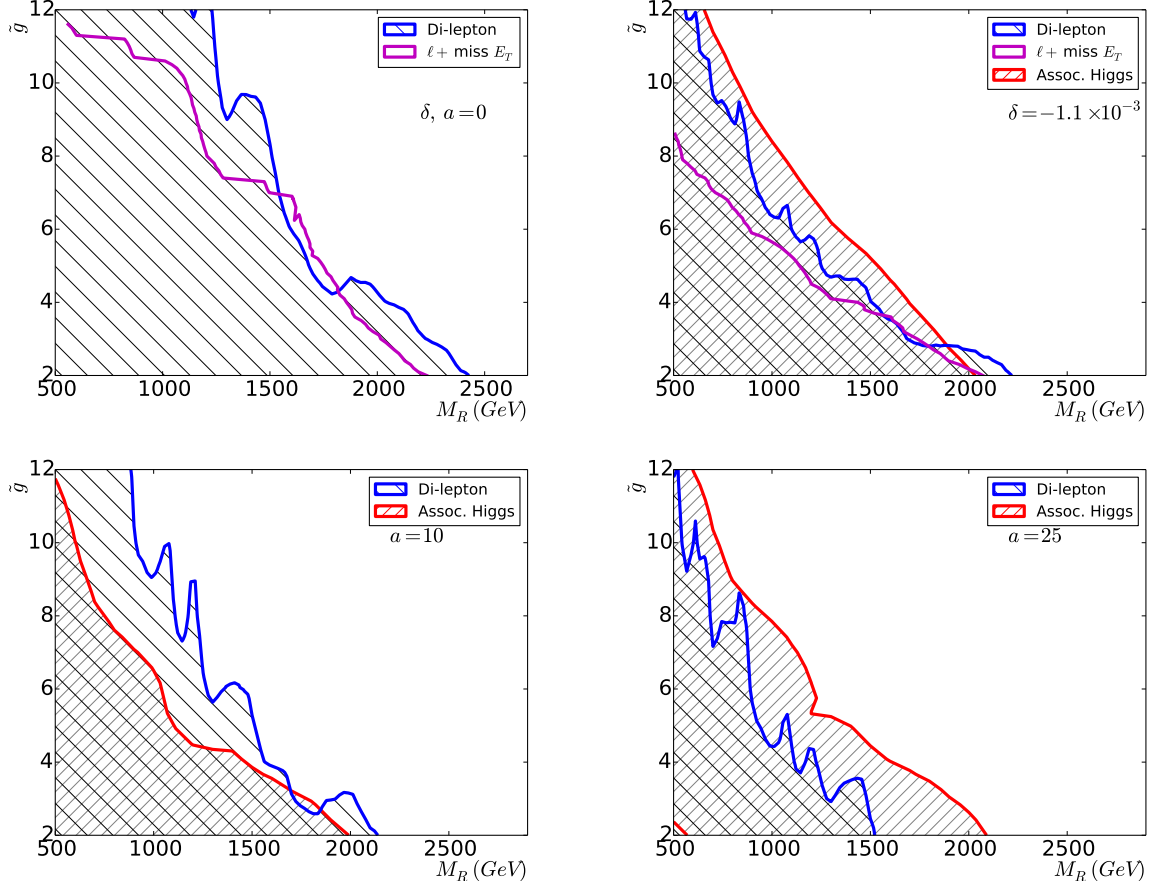 12
10
8
6
4
2
g̃
Di-lepton
ℓ+ miss E_T
δ, a=0
500 1000 1500 2000 2500
M_R (GeV)
12
10
8
6
4
2
g̃
Di-lepton
ℓ+ miss E_T
Assoc. Higgs
δ=−1.1 ×10⁻³
500 1000 1500 2000 2500
M_R (GeV)
12
10
8
6
4
2
g̃
Di-lepton
Assoc. Higgs
a=10
500 1000 1500 2000 2500
M_R (GeV)
12
10
8
6
4
2
g̃
Di-lepton
Assoc. Higgs
a=25
500 1000 1500 2000 2500
M_R (GeV)